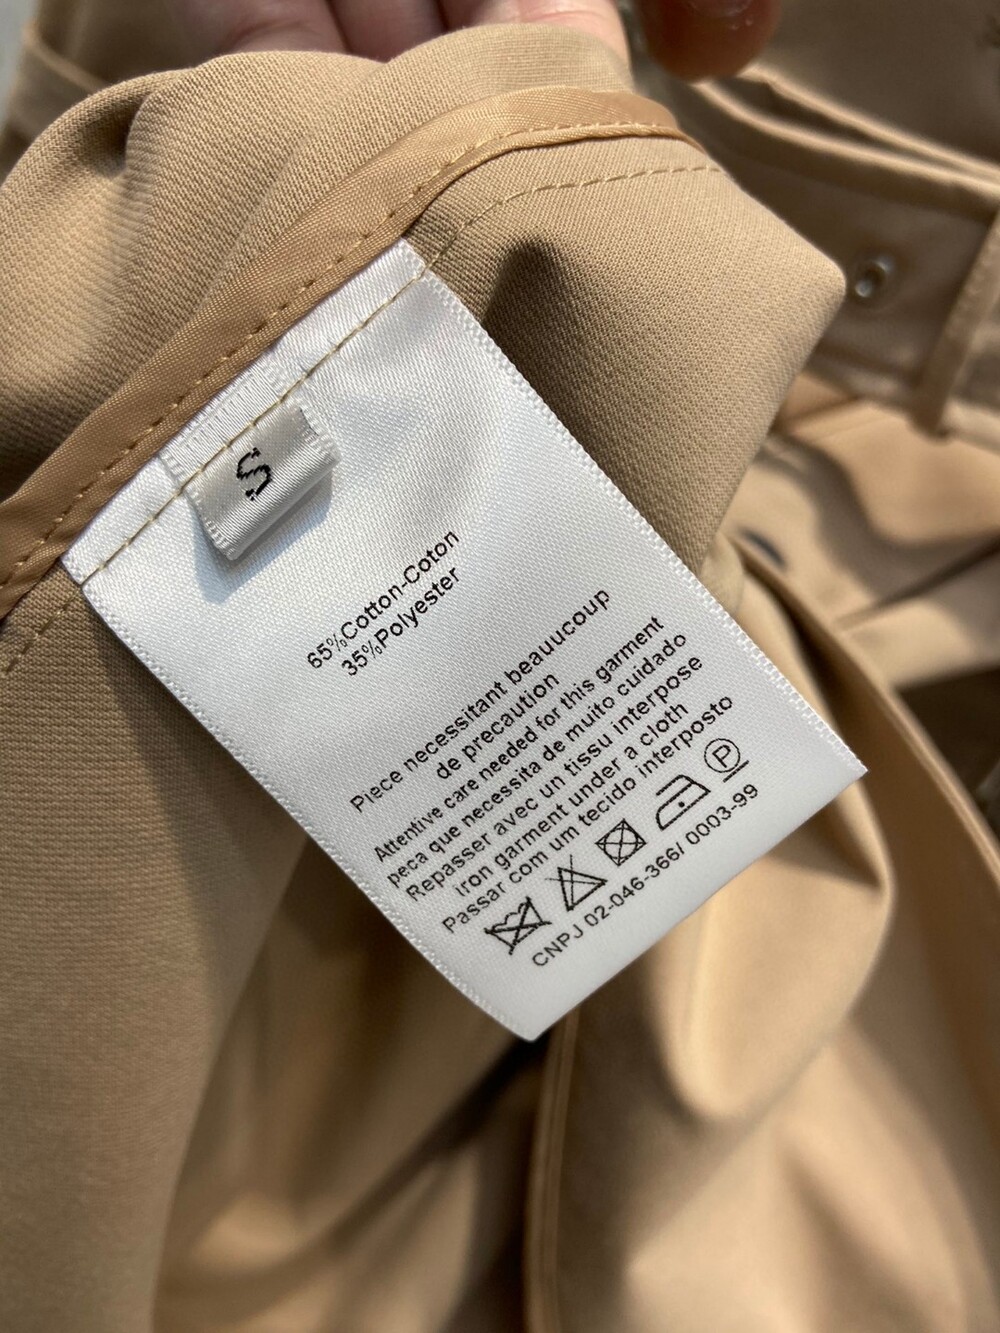 S
65%Cotton-Coton
35%Polyester
Piece necessitant beauucoup
de precaution
Attentive care needed for this garment
peca que necessita de muito cuidado
Repasser avec un tissu interpose
iron garment under a cloth
Passar com um tecido interposto
P
CNPJ 02-046-366/ 0003-99